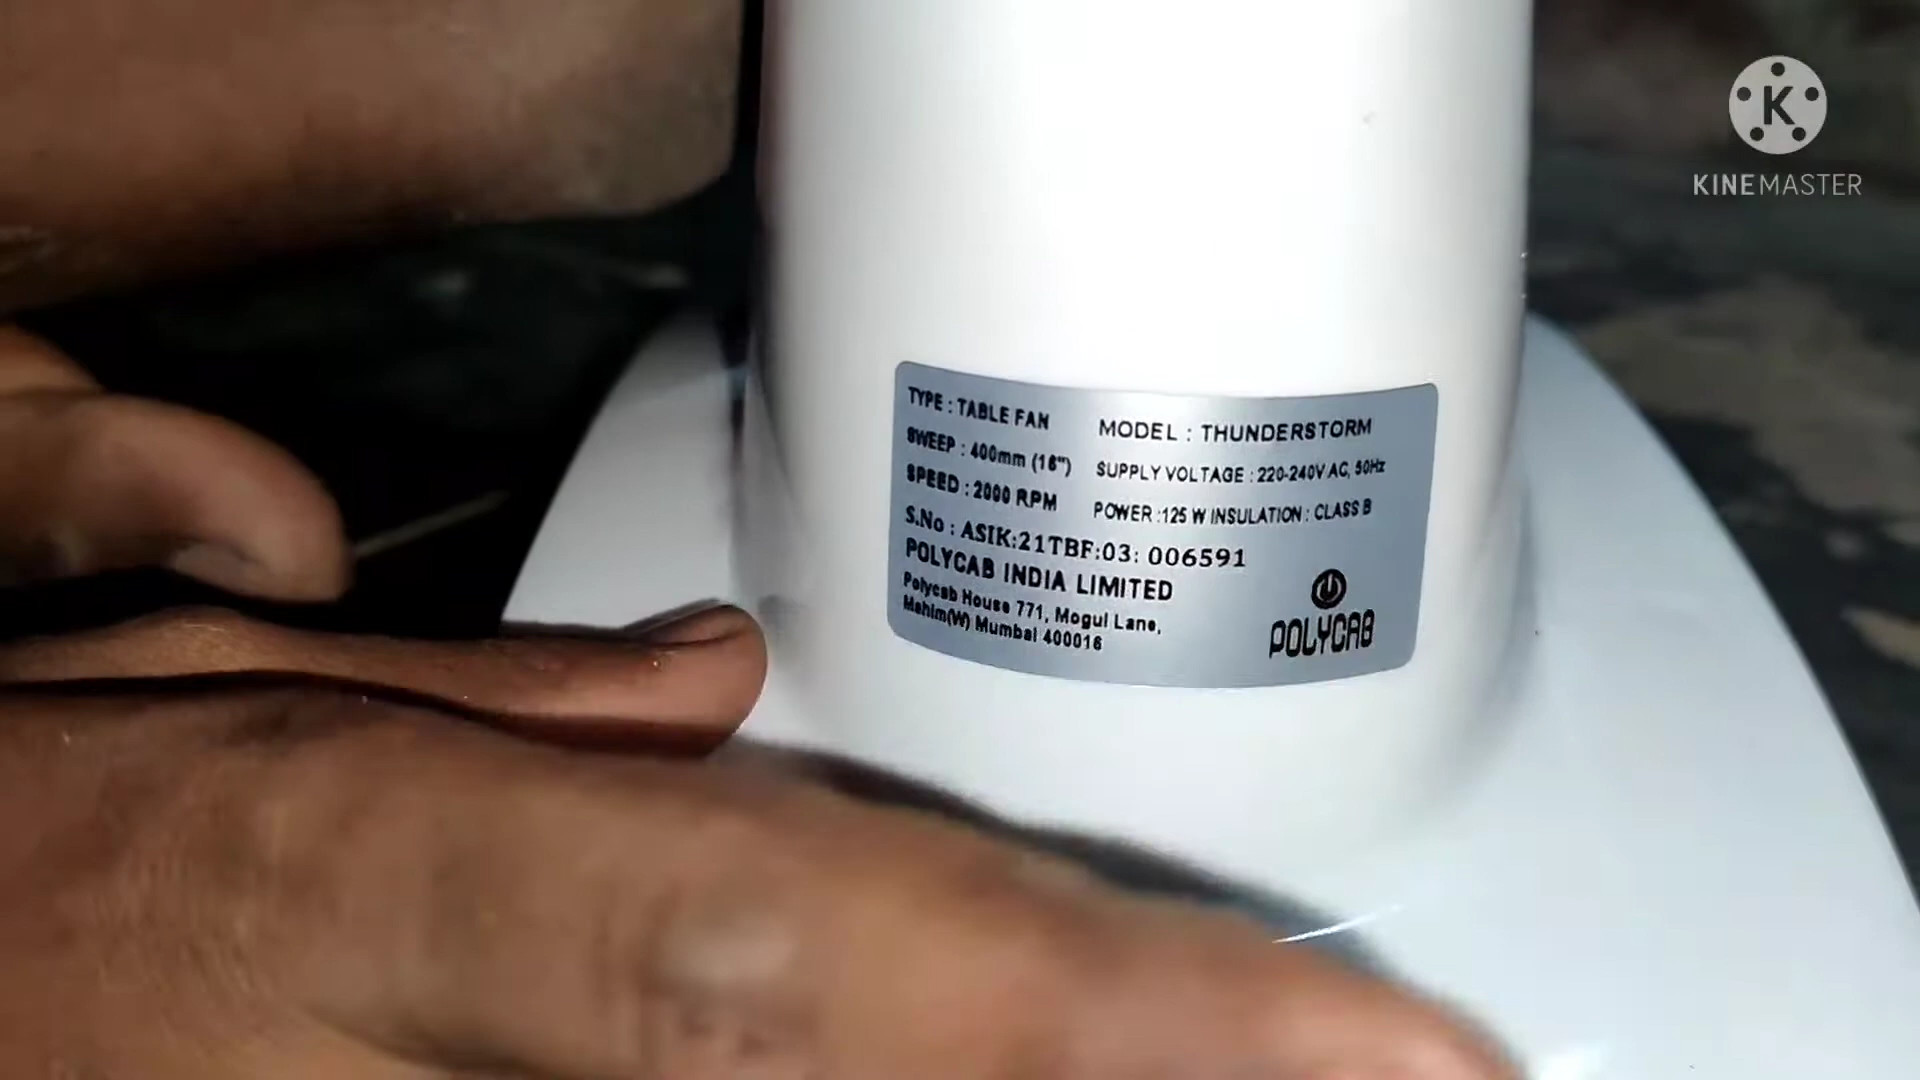 KINEMASTER
TYPE : TABLE FAN MODEL : THUNDERSTORM
SWEEP : 400mm (16") SUPPLY VOLTAGE : 220-240V AC, 50Hz
SPEED : 2000 RPM POWER :125 W INSULATION : CLASS B
S.No : ASIK:21TBF:03: 006591
POLYCAB INDIA LIMITED
Polycab House 771, Mogul Lane,
Mahim(W) Mumbai 400016
POLYCAB